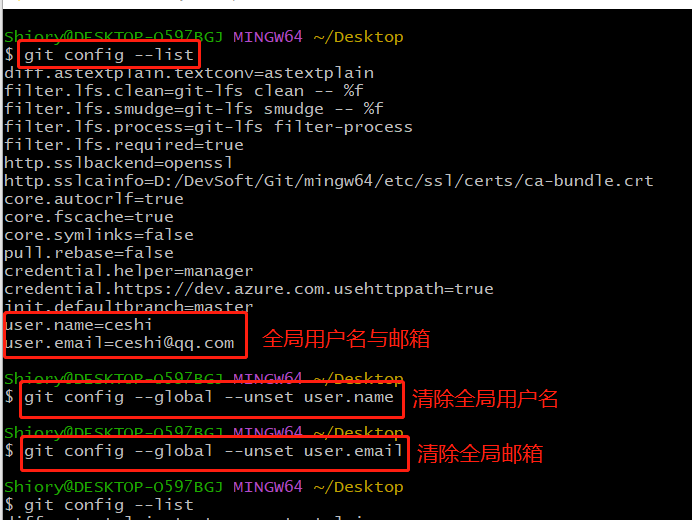 Shiory@DESKTOP-O597BGJ MINGW64 ~/Desktop
$ git config --list
diff.astextplain.textconv=astextplain
filter.lfs.clean=git-lfs clean -- %f
filter.lfs.smudge=git-lfs smudge -- %f
filter.lfs.process=git-lfs filter-process
filter.lfs.required=true
http.sslbackend=openssl
http.sslcainfo=D:/DevSoft/Git/mingw64/etc/ssl/certs/ca-bundle.crt
core.autocrlf=true
core.fscache=true
core.symlinks=false
pull.rebase=false
credential.helper=manager
credential.https://dev.azure.com.usehttppath=true
init.defaultbranch=master
user.name=ceshi
user.email=ceshi@qq.com 全局用户名与邮箱
Shiory@DESKTOP-O597BGJ MINGW64 ~/Desktop
$ git config --global --unset user.name 清除全局用户名
Shiory@DESKTOP-O597BGJ MINGW64 ~/Desktop
$ git config --global --unset user.email 清除全局邮箱
Shiory@DESKTOP-O597BGJ MINGW64 ~/Desktop
$ git config --list